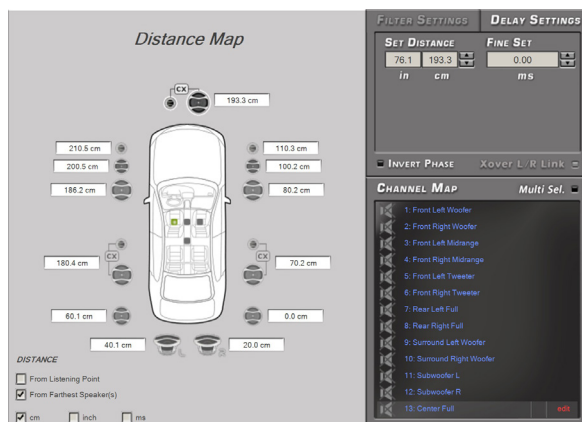 Distance Map
CX
193.3 cm
210.5 cm
110.3 cm
200.5 cm
100.2 cm
186.2 cm
80.2 cm
CX
180.4 cm
CX
70.2 cm
60.1 cm
0.0 cm
40.1 cm
20.0 cm
L
DISTANCE
From Listening Point
From Farthest Speaker(s)
cm inch ms
FILTER SETTINGS DELAY SETTINGS
SET DISTANCE FINE SET
76.1 193.3 0.00
in cm ms
INVERT PHASE Xover L/R Link
CHANNEL MAP Multi Sel.
1: Front Left Woofer
2: Front Right Woofer
3: Front Left Midrange
4: Front Right Midrange
5: Front Left Tweeter
6: Front Right Tweeter
7: Rear Left Full
8: Rear Right Full
9: Surround Left Woofer
10: Surround Right Woofer
11: Subwoofer L
12: Subwoofer R
13: Center Full edit